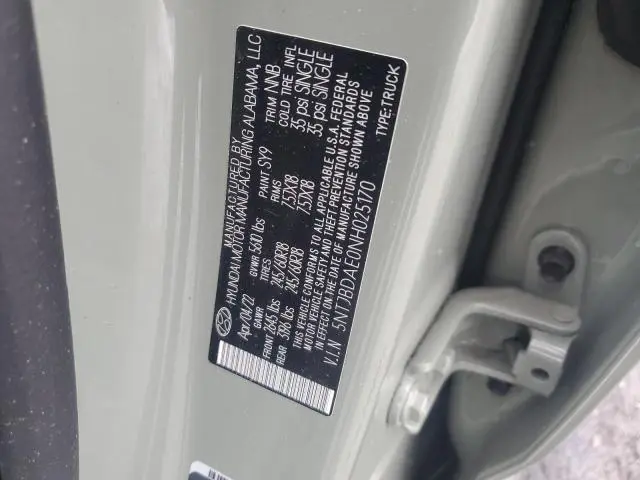 MANUFACTURED BY
HYUNDAI MOTOR MANUFACTURING ALABAMA, LLC
Apr/04/22 PAINT SY9 TRIM NNB
GAWR GVWR 5610 lbs TIRES RIMS COLD TIRE INFL
FRONT 2645 lbs 245/60R18 7.5JX18 35 psi SINGLE
REAR 3196 lbs 245/60R18 7.5JX18 35 psi SINGLE
THIS VEHICLE CONFORMS TO ALL APPLICABLE U.S.A. FEDERAL
MOTOR VEHICLE SAFETY AND THEFT PREVENTION STANDARDS
IN EFFECT ON THE DATE OF MANUFACTURE SHOWN ABOVE.
V.I.N 5NTJBDAE0NH025170 TYPE:TRUCK